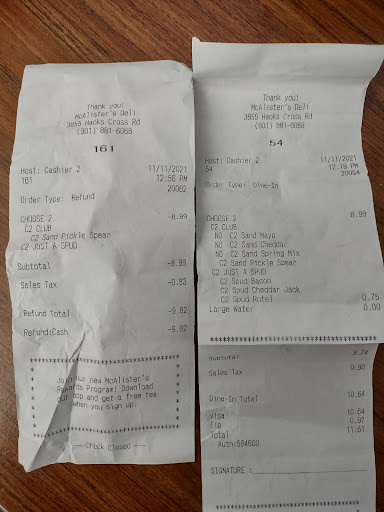 Thank you!
McAlister's Deli
3855 Hacks Cross Rd
(901) 881-6068
161
Host: Cashier 2 11/11/2021
161 12:56 PM
20062
Order Type: Refund
CHOOSE 2 -8.99
C2 CLUB
C2 Sand Pickle Spear
C2 JUST A SPUD
Subtotal -8.99
Sales Tax -0.83
Refund Total -9.82
Refund:Cash -9.82
Join our new McAlister's
Rewards Program! Download
our app and get a free tea
when you sign up.
--- Check Closed ---
Thank you!
McAlister's Deli
3855 Hacks Cross Rd
(901) 881-6068
54
Host: Cashier 2 11/11/2021
54 12:19 PM
20054
Order Type: Dine-In
CHOOSE 2 8.99
C2 CLUB
NO C2 Sand Mayo
NO C2 Sand Cheddar
NO C2 Sand Spring Mix
C2 Sand Pickle Spear
C2 JUST A SPUD
C2 Spud Bacon
C2 Spud Cheddar Jack
C2 Spud Rotel 0.75
Large Water 0.00
Subtotal 9.74
Sales Tax 0.90
Dine-In Total 10.64
Visa 10.64
Tip 0.97
Total 11.61
Auth:584600
SIGNATURE :